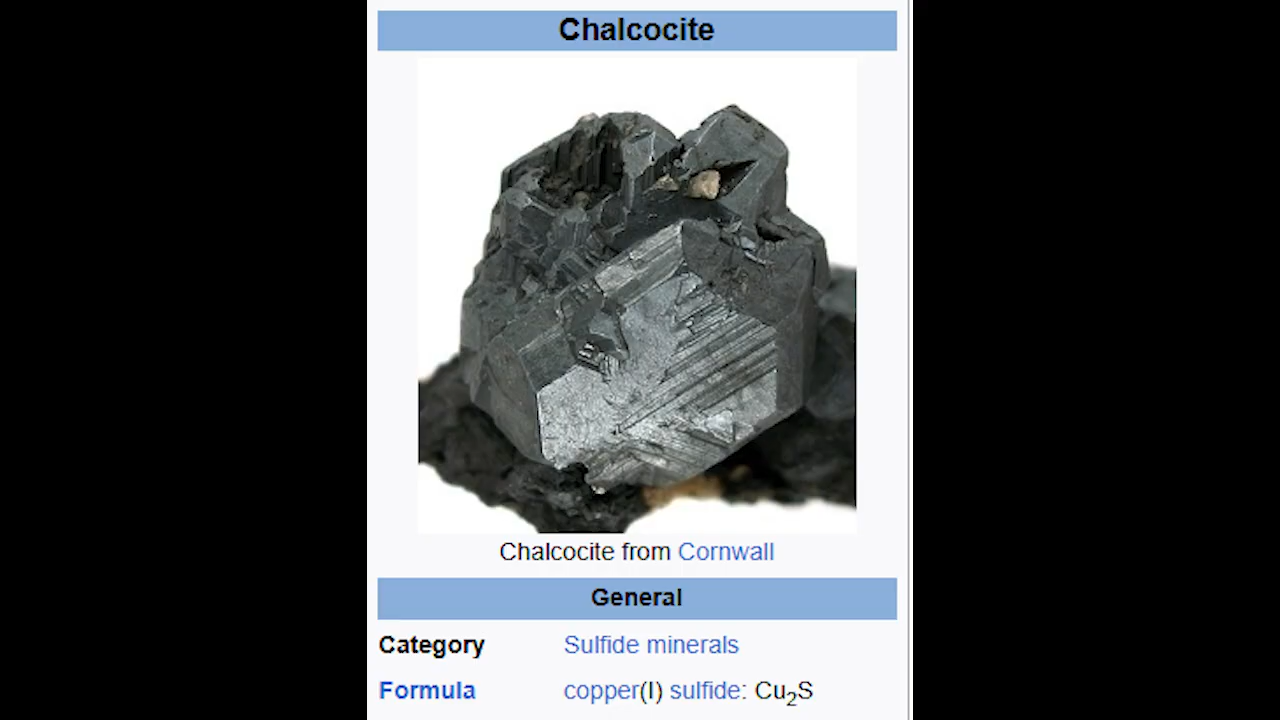 Chalcocite
Chalcocite from Cornwall
General
Category Sulfide minerals
Formula copper(I) sulfide: Cu₂S